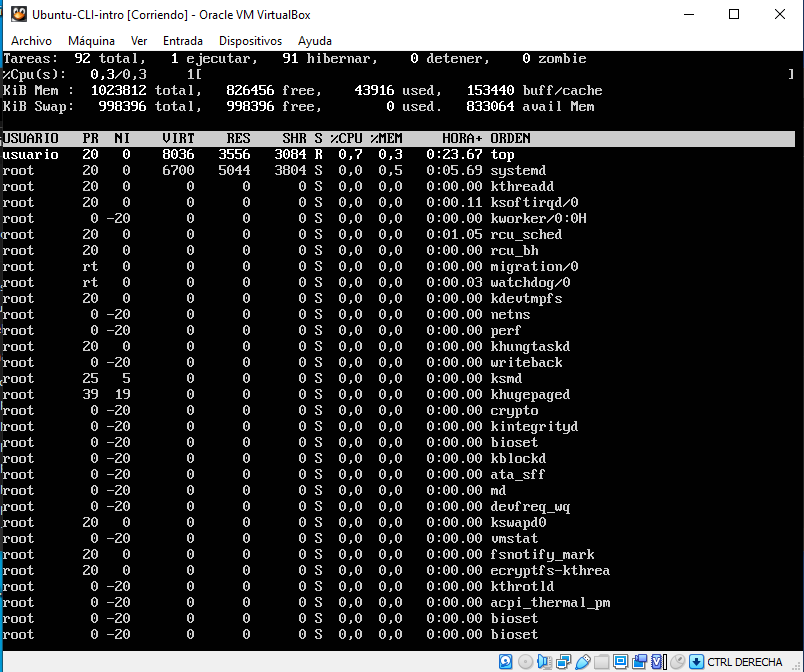 Ubuntu-CLI-intro [Corriendo] - Oracle VM VirtualBox
Archivo Máquina Ver Entrada Dispositivos Ayuda
Tareas: 92 total, 1 ejecutar, 91 hibernar, 0 detener, 0 zombie
%Cpu(s): 0,3/0,3 1[ ]
KiB Mem : 1023812 total, 826456 free, 43916 used, 153440 buff/cache
KiB Swap: 998396 total, 998396 free, 0 used. 833064 avail Mem
USUARIO PR NI VIRT RES SHR S %CPU %MEM HORA+ ORDEN
usuario 20 0 8036 3556 3084 R 0,7 0,3 0:23.67 top
root 20 0 6700 5044 3804 S 0,0 0,5 0:05.69 systemd
root 20 0 0 0 0 S 0,0 0,0 0:00.00 kthreadd
root 20 0 0 0 0 S 0,0 0,0 0:00.11 ksoftirqd/0
root 0 -20 0 0 0 S 0,0 0,0 0:00.00 kworker/0:0H
root 20 0 0 0 0 S 0,0 0,0 0:01.05 rcu_sched
root 20 0 0 0 0 S 0,0 0,0 0:00.00 rcu_bh
root rt 0 0 0 0 S 0,0 0,0 0:00.00 migration/0
root rt 0 0 0 0 S 0,0 0,0 0:00.03 watchdog/0
root 20 0 0 0 0 S 0,0 0,0 0:00.00 kdevtmpfs
root 0 -20 0 0 0 S 0,0 0,0 0:00.00 netns
root 0 -20 0 0 0 S 0,0 0,0 0:00.00 perf
root 20 0 0 0 0 S 0,0 0,0 0:00.00 khungtaskd
root 0 -20 0 0 0 S 0,0 0,0 0:00.00 writeback
root 25 5 0 0 0 S 0,0 0,0 0:00.00 ksmd
root 39 19 0 0 0 S 0,0 0,0 0:00.00 khugepaged
root 0 -20 0 0 0 S 0,0 0,0 0:00.00 crypto
root 0 -20 0 0 0 S 0,0 0,0 0:00.00 kintegrityd
root 0 -20 0 0 0 S 0,0 0,0 0:00.00 bioset
root 0 -20 0 0 0 S 0,0 0,0 0:00.00 kblockd
root 0 -20 0 0 0 S 0,0 0,0 0:00.00 ata_sff
root 0 -20 0 0 0 S 0,0 0,0 0:00.00 md
root 0 -20 0 0 0 S 0,0 0,0 0:00.00 devfreq_wq
root 20 0 0 0 0 S 0,0 0,0 0:00.00 kswapd0
root 0 -20 0 0 0 S 0,0 0,0 0:00.00 vmstat
root 20 0 0 0 0 S 0,0 0,0 0:00.00 fsnotify_mark
root 20 0 0 0 0 S 0,0 0,0 0:00.00 ecryptfs-kthrea
root 0 -20 0 0 0 S 0,0 0,0 0:00.00 kthrotld
root 0 -20 0 0 0 S 0,0 0,0 0:00.00 acpi_thermal_pm
root 0 -20 0 0 0 S 0,0 0,0 0:00.00 bioset
root 0 -20 0 0 0 S 0,0 0,0 0:00.00 bioset
CTRL DERECHA